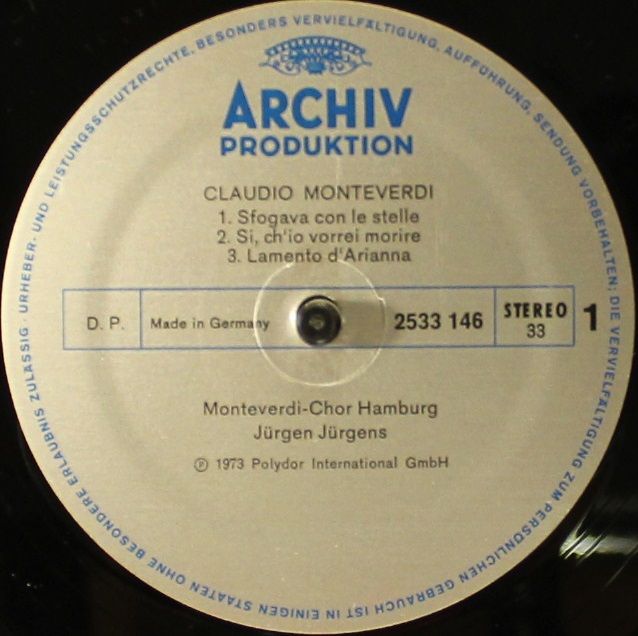 ARCHIV
PRODUKTION
CLAUDIO MONTEVERDI
1. Sfogava con le stelle
2. Si, ch'io vorrei morire
3. Lamento d'Arianna
D. P.
Made in Germany
2533 146
STEREO
33
1
Monteverdi-Chor Hamburg
Jürgen Jürgens
Ⓟ 1973 Polydor International GmbH
URHEBER- UND LEISTUNGSSCHUTZRECHTE, BESONDERS VERVIELFÄLTIGUNG, AUFFÜHRUNG, SENDUNG VORBEHALTEN; DIE VERVIELFÄLTIGUNG ZUM PERSÖNLICHEN GEBRAUCH IST IN EINIGEN STAATEN OHNE BESONDERE ERLAUBNIS ZULÄSSIG ·